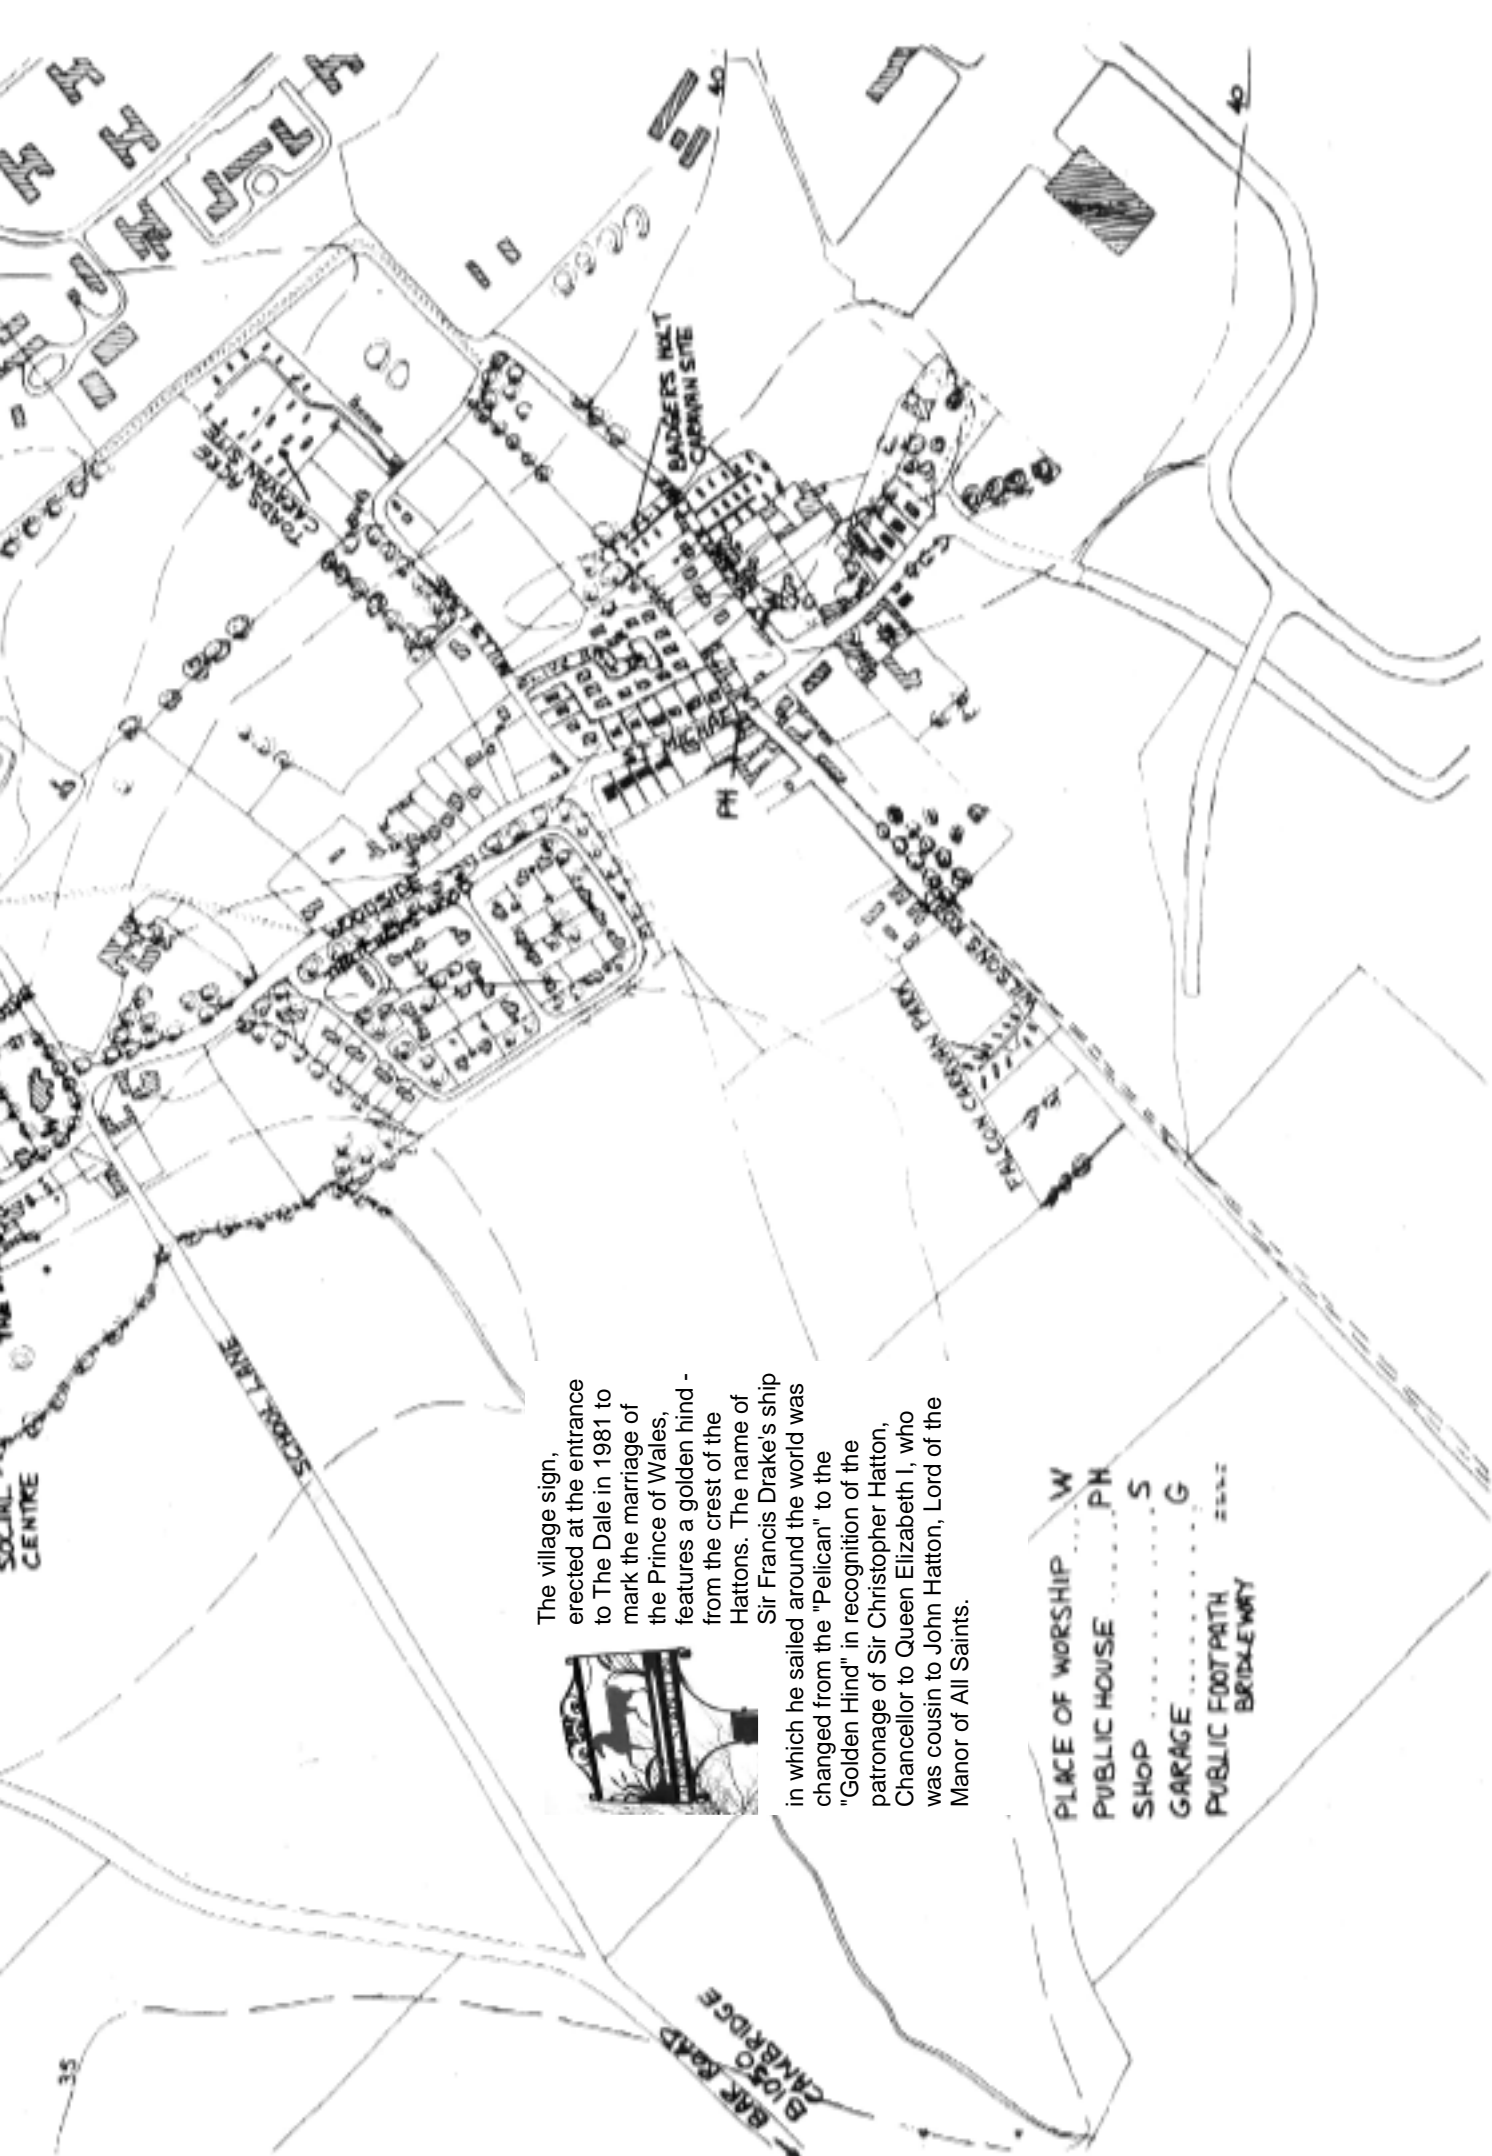 40
40
BADGERS HOLT
CARAVAN SITE
TOADS ACRE
CARAVAN SITE
MILLS
MICHAEL
PH
WOODSIDE
WILSONS ROAD
FALCON CARAVAN PARK
W
SCHOOL LANE
THE
SOCIAL
CENTRE
The village sign,
erected at the entrance
to The Dale in 1981 to
mark the marriage of
the Prince of Wales,
features a golden hind -
from the crest of the
Hattons. The name of
Sir Francis Drake's ship
in which he sailed around the world was
changed from the "Pelican" to the
"Golden Hind" in recognition of the
patronage of Sir Christopher Hatton,
Chancellor to Queen Elizabeth I, who
was cousin to John Hatton, Lord of the
Manor of All Saints.
PLACE OF WORSHIP .... W
PUBLIC HOUSE ..... PH
SHOP ......... S
GARAGE ........ G
PUBLIC FOOTPATH ====
BRIDLEWAY
35
BAR ROAD
B1050
CAMBRIDGE